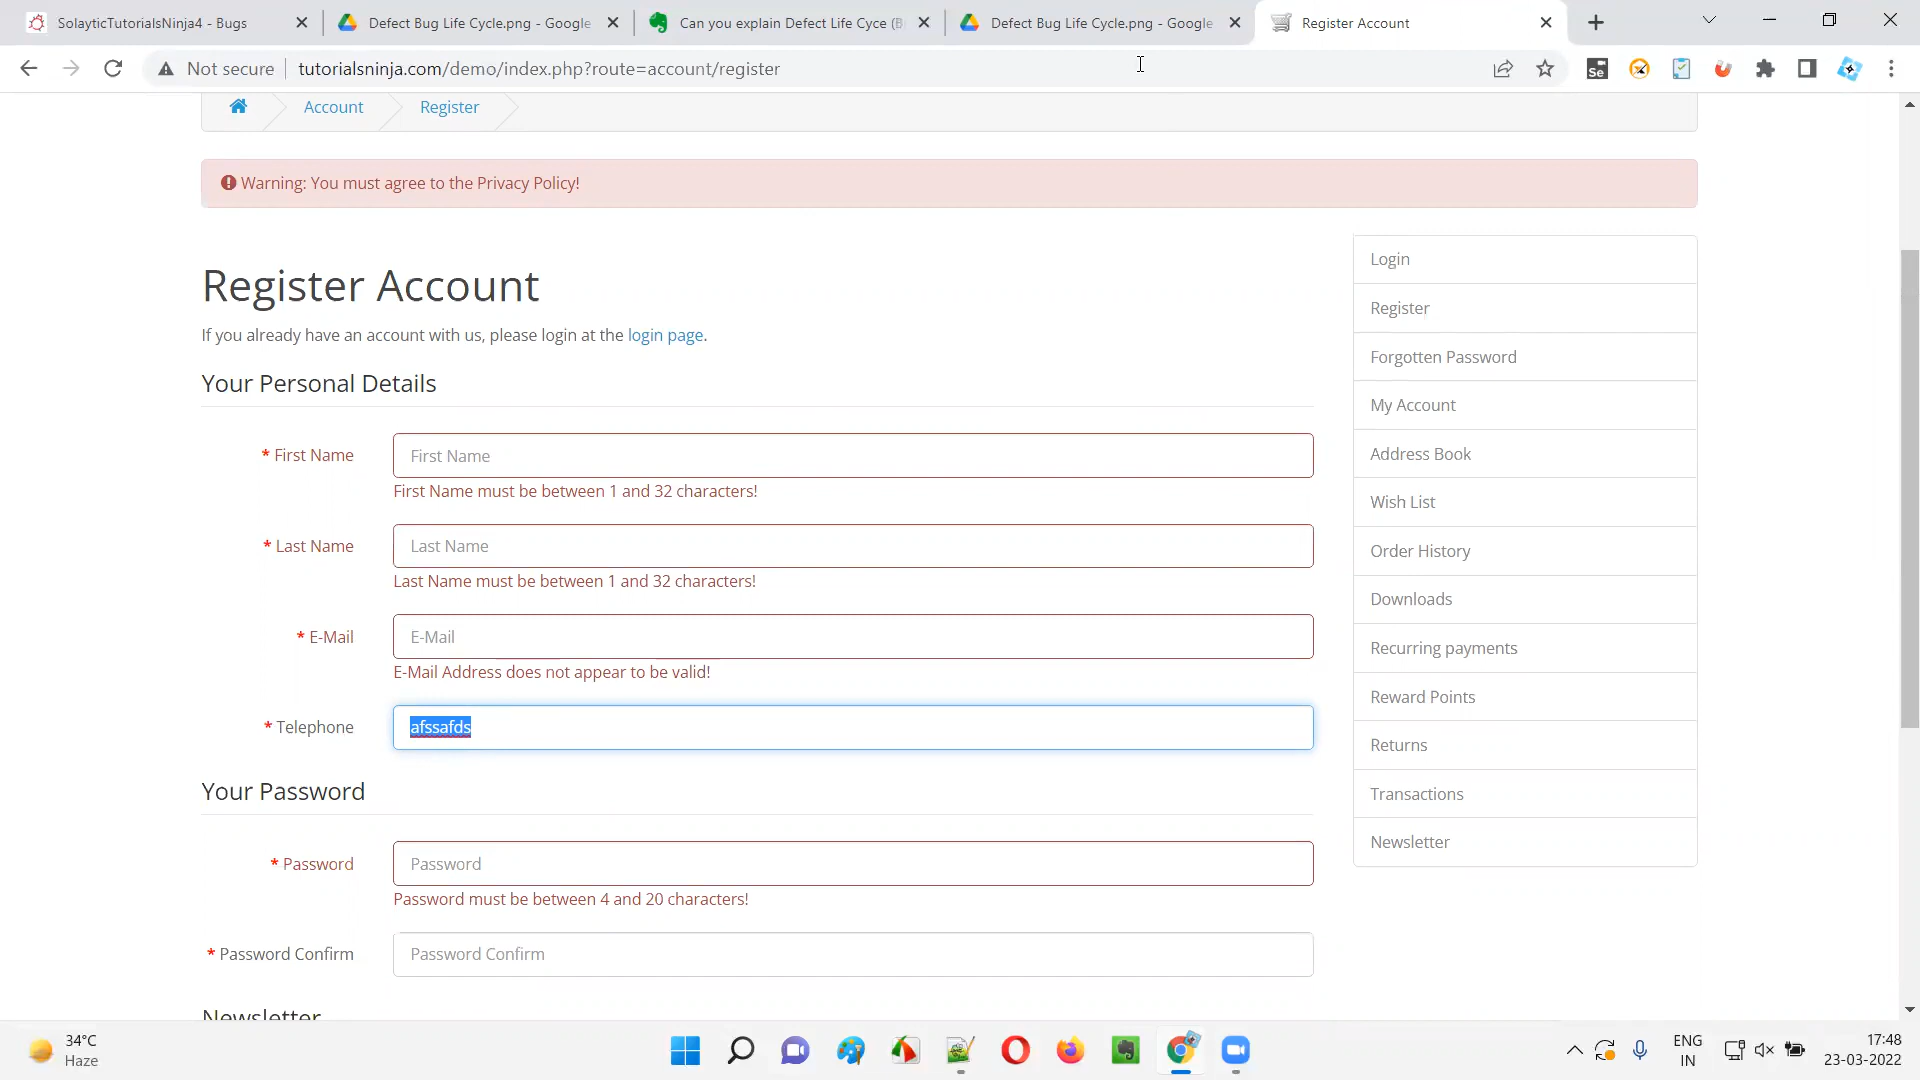 SolayticTutorialsNinja4 - Bugs
Defect Bug Life Cycle.png - Google
Can you explain Defect Life Cyce (B
Defect Bug Life Cycle.png - Google
Register Account
Not secure
tutorialsninja.com/demo/index.php?route=account/register
Account
Register
Warning: You must agree to the Privacy Policy!
Register Account
If you already have an account with us, please login at the login page.
Your Personal Details
* First Name
First Name
First Name must be between 1 and 32 characters!
* Last Name
Last Name
Last Name must be between 1 and 32 characters!
* E-Mail
E-Mail
E-Mail Address does not appear to be valid!
* Telephone
afssafds
Your Password
* Password
Password
Password must be between 4 and 20 characters!
* Password Confirm
Password Confirm
Newsletter
Login
Register
Forgotten Password
My Account
Address Book
Wish List
Order History
Downloads
Recurring payments
Reward Points
Returns
Transactions
Newsletter
34°C
Haze
ENG
IN
17:48
23-03-2022
Se